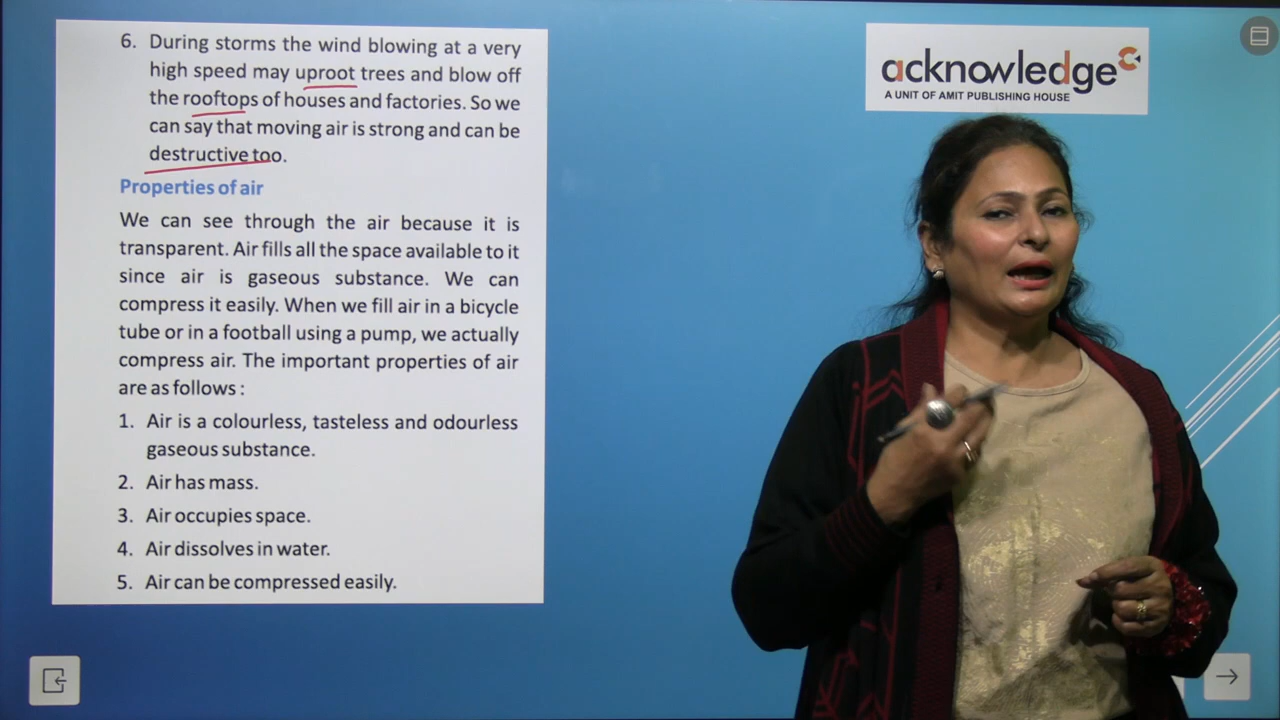 6. During storms the wind blowing at a very
high speed may uproot trees and blow off
the rooftops of houses and factories. So we
can say that moving air is strong and can be
destructive too.
Properties of air
We can see through the air because it is
transparent. Air fills all the space available to it
since air is gaseous substance. We can
compress it easily. When we fill air in a bicycle
tube or in a football using a pump, we actually
compress air. The important properties of air
are as follows :
1. Air is a colourless, tasteless and odourless
gaseous substance.
2. Air has mass.
3. Air occupies space.
4. Air dissolves in water.
5. Air can be compressed easily.
acknowledge
A UNIT OF AMIT PUBLISHING HOUSE